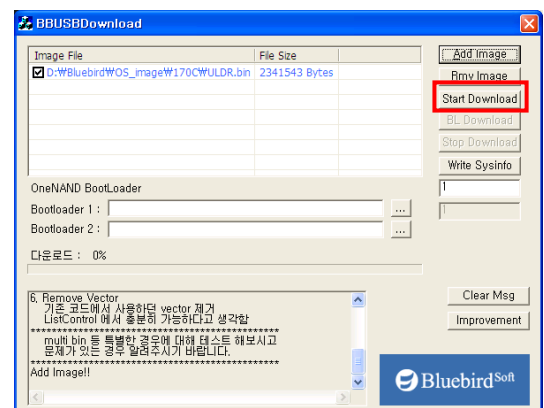 BBUSBDownload
Image File File Size
D:₩Bluebird₩OS_image₩170C₩ULDR.bin 2341543 Bytes
Add Image
Rmv Image
Start Download
BL Download
Stop Download
Write Sysinfo
1
1
OneNAND BootLoader
Bootloader 1 : ...
Bootloader 2 : ...
다운로드 : 0%
6. Remove Vector
기존 코드에서 사용하던 vector 제거
ListControl 에서 충분히 가능하다고 생각함
**********************************************
multi bin 등 특별한 경우에 대해 테스트 해보시고
문제가 있는 경우 알려주시기 바랍니다.
**********************************************
Add Image!!
Clear Msg
Improvement
Bluebird Soft